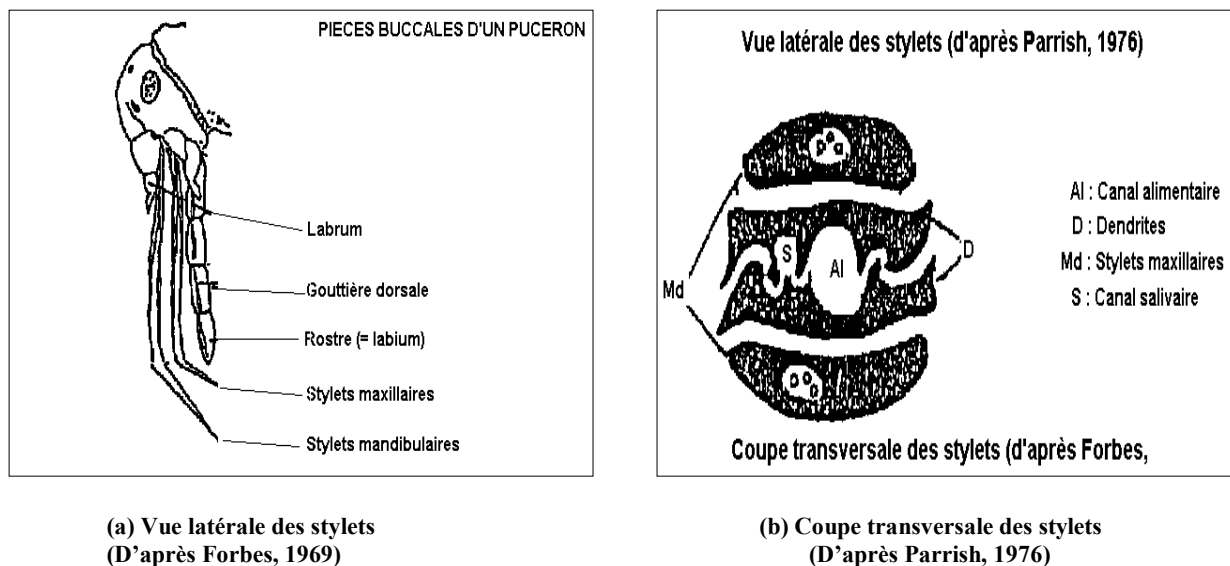 PIECES BUCCALES D'UN PUCERON
Labrum
Gouttière dorsale
Rostre (= labium)
Stylets maxillaires
Stylets mandibulaires
(a) Vue latérale des stylets
(D'après Forbes, 1969)
Vue latérale des stylets (d'après Parrish, 1976)
S
Al
D
Md
Al : Canal alimentaire
D : Dendrites
Md : Stylets maxillaires
S : Canal salivaire
Coupe transversale des stylets (d'après Forbes,
(b) Coupe transversale des stylets
(D'après Parrish, 1976)